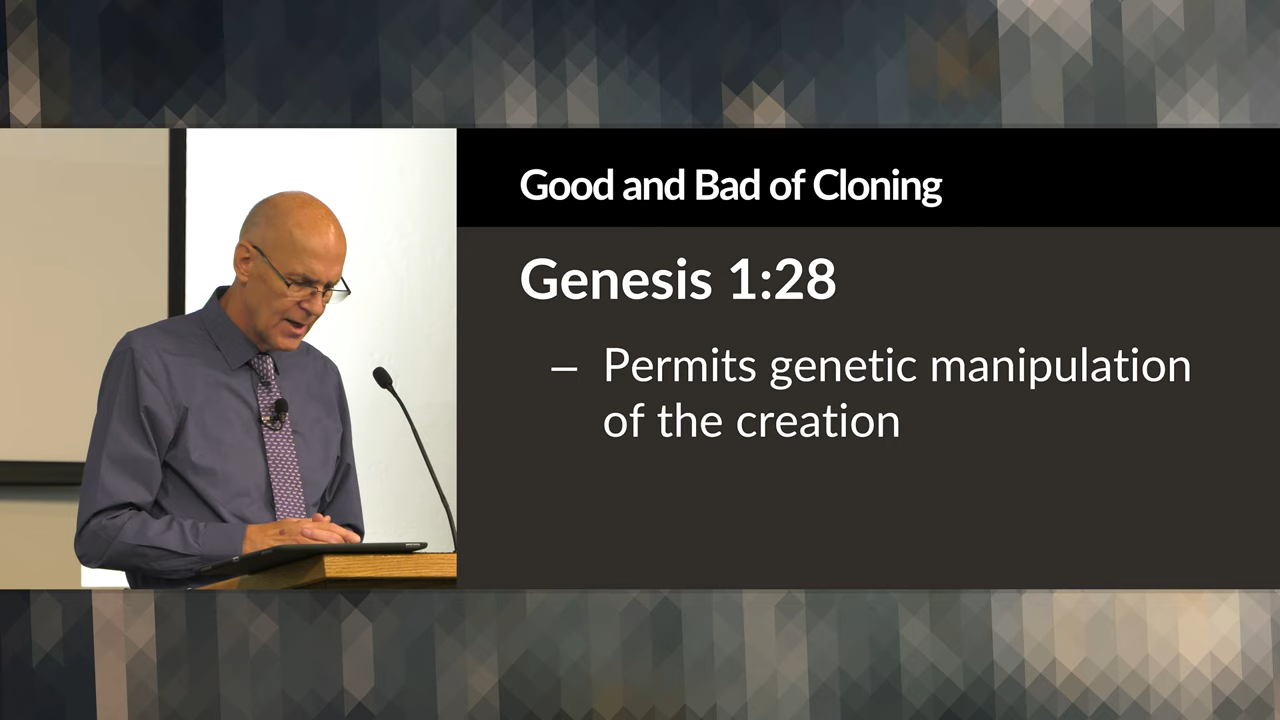 Good and Bad of Cloning
Genesis 1:28
– Permits genetic manipulation
of the creation